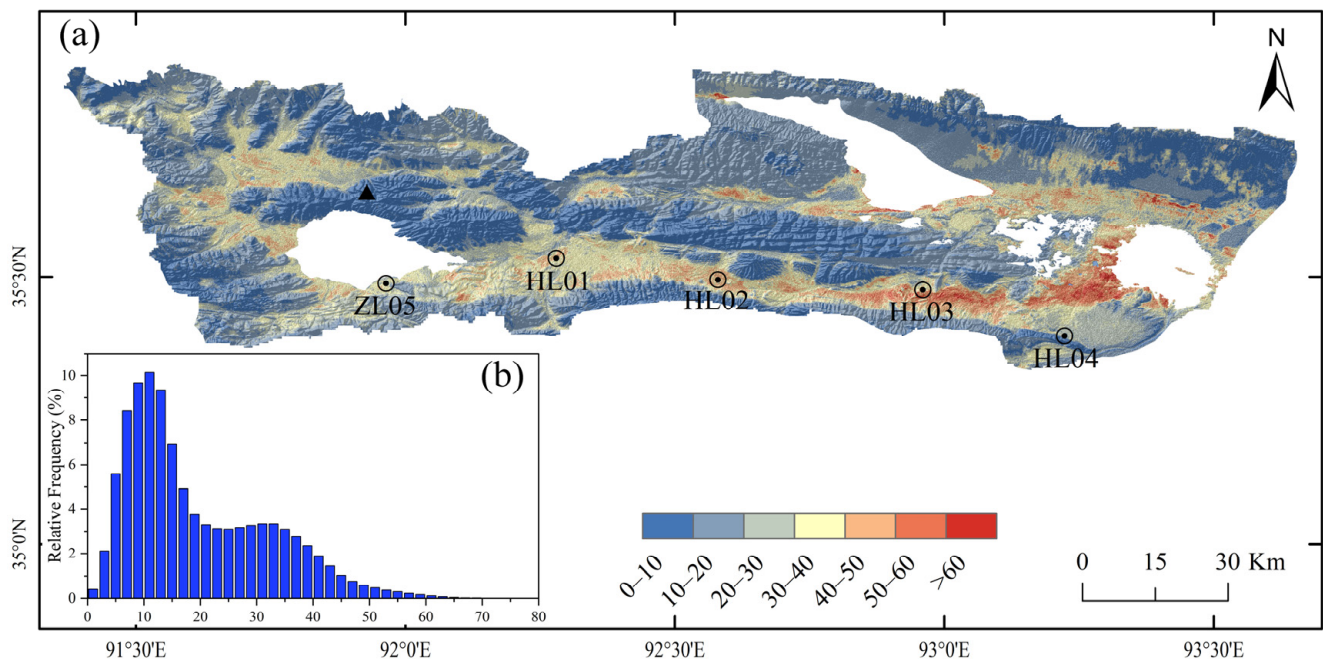 (a)
N
35°30'N
35°0'N
HL01
ZL05
HL02
HL03
HL04
(b)
Relative Frequency (%)
10
8
6
4
2
0
0 10 20 30 40 50 60 70 80
0–10 10–20 20–30 30–40 40–50 50–60 >60
0 15 30 Km
91°30'E 92°0'E 92°30'E 93°0'E 93°30'E